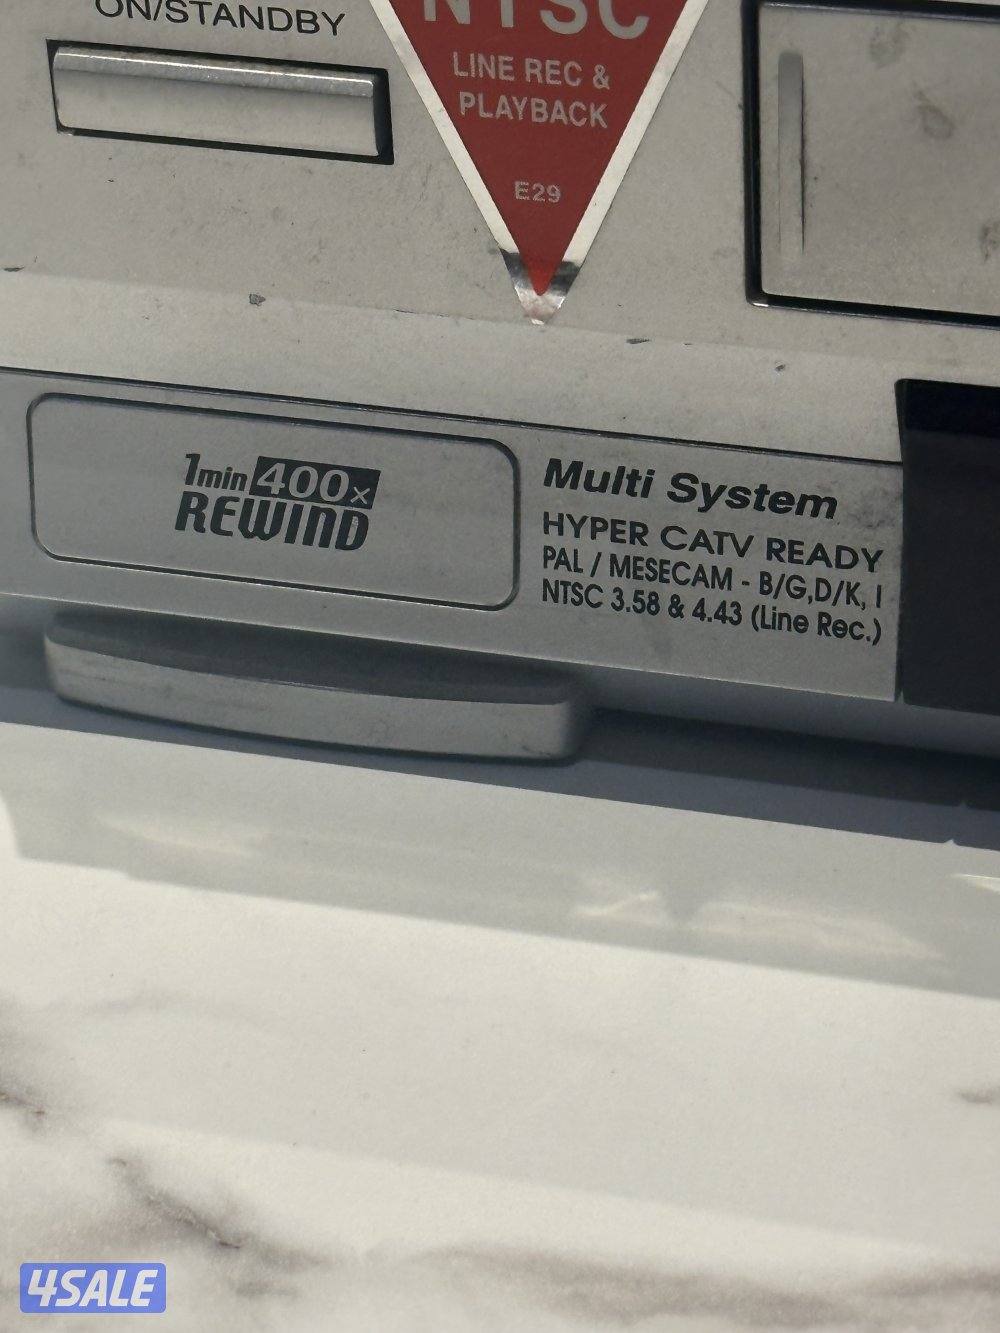 ON/STANDBY
NTSC
LINE REC &
PLAYBACK
E29
1min 400x
REWIND
Multi System
HYPER CATV READY
PAL / MESECAM - B/G,D/K, I
NTSC 3.58 & 4.43 (Line Rec.)
4SALE